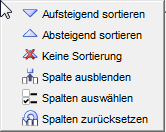 Aufsteigend sortieren
Absteigend sortieren
Keine Sortierung
Spalte ausblenden
Spalten auswählen
Spalten zurücksetzen